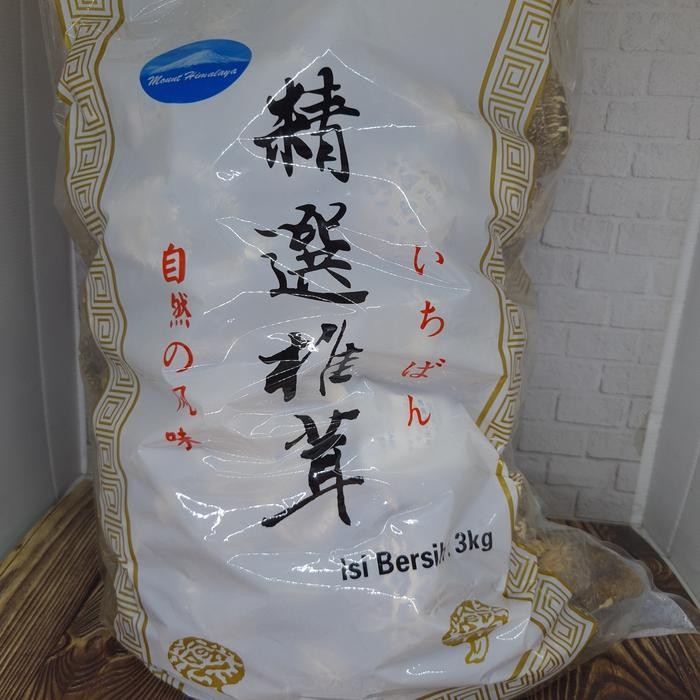 Mount Himalaya
精選椎茸
いちばん
自然の风味
Isi Bersih 3kg